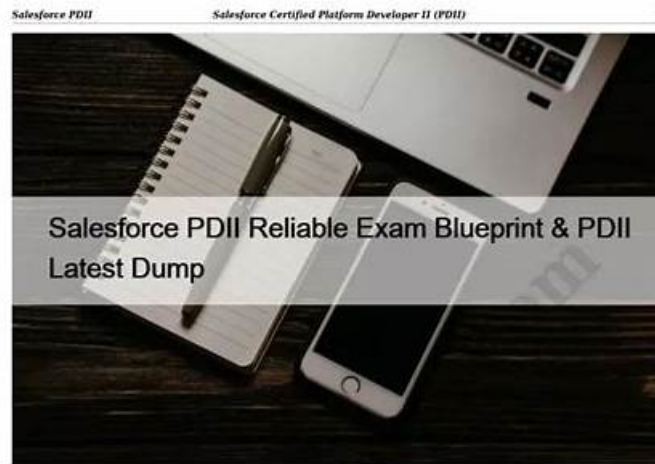 Salesforce PDII Salesforce Certified Platform Developer II (PDII)
Salesforce PDII Reliable Exam Blueprint & PDII
Latest Dump